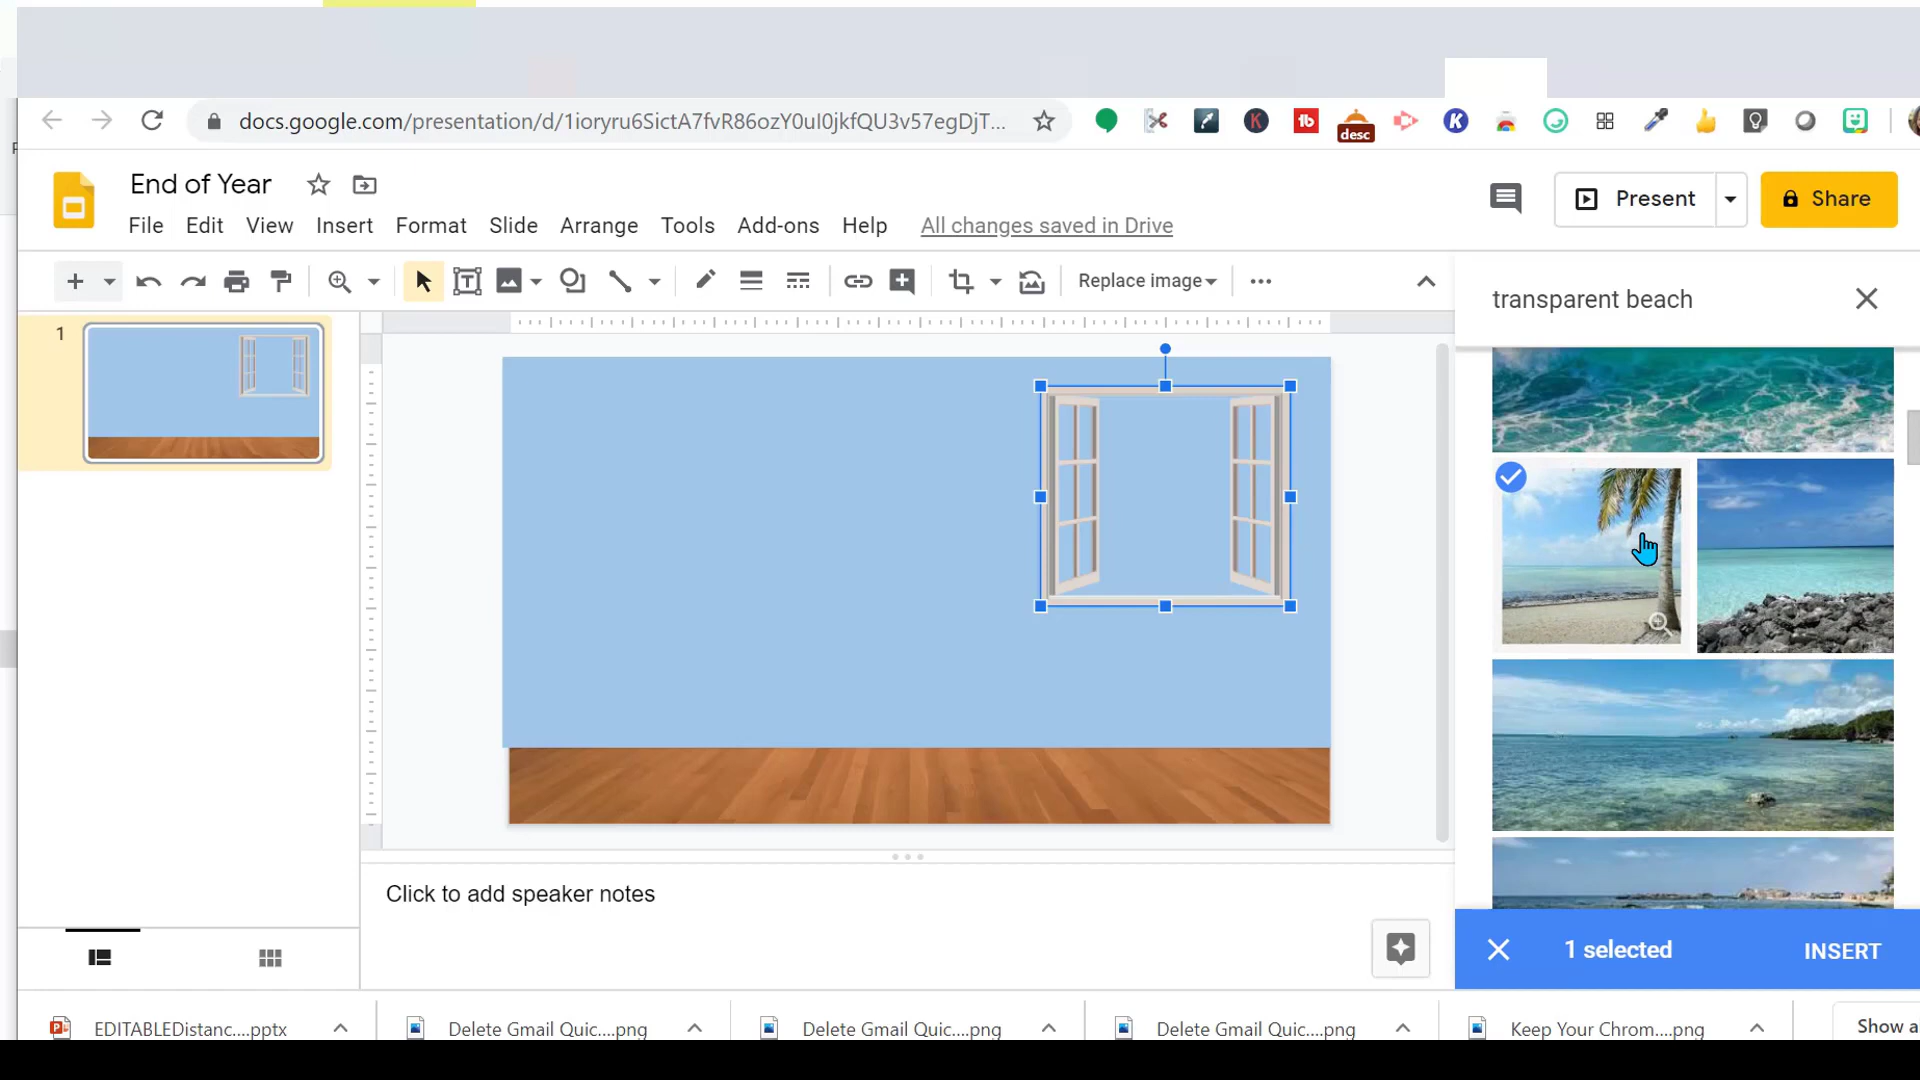 docs.google.com/presentation/d/1ioryru6SictA7fvR86ozY0uI0jkfQU3v57egDjT...
desc
End of Year
Present
Share
File Edit View Insert Format Slide Arrange Tools Add-ons Help All changes saved in Drive
Replace image
transparent beach
1
Click to add speaker notes
1 selected
INSERT
EDITABLEDistanc....pptx
Delete Gmail Quic....png
Delete Gmail Quic....png
Delete Gmail Quic....png
Keep Your Chrom....png
Show a